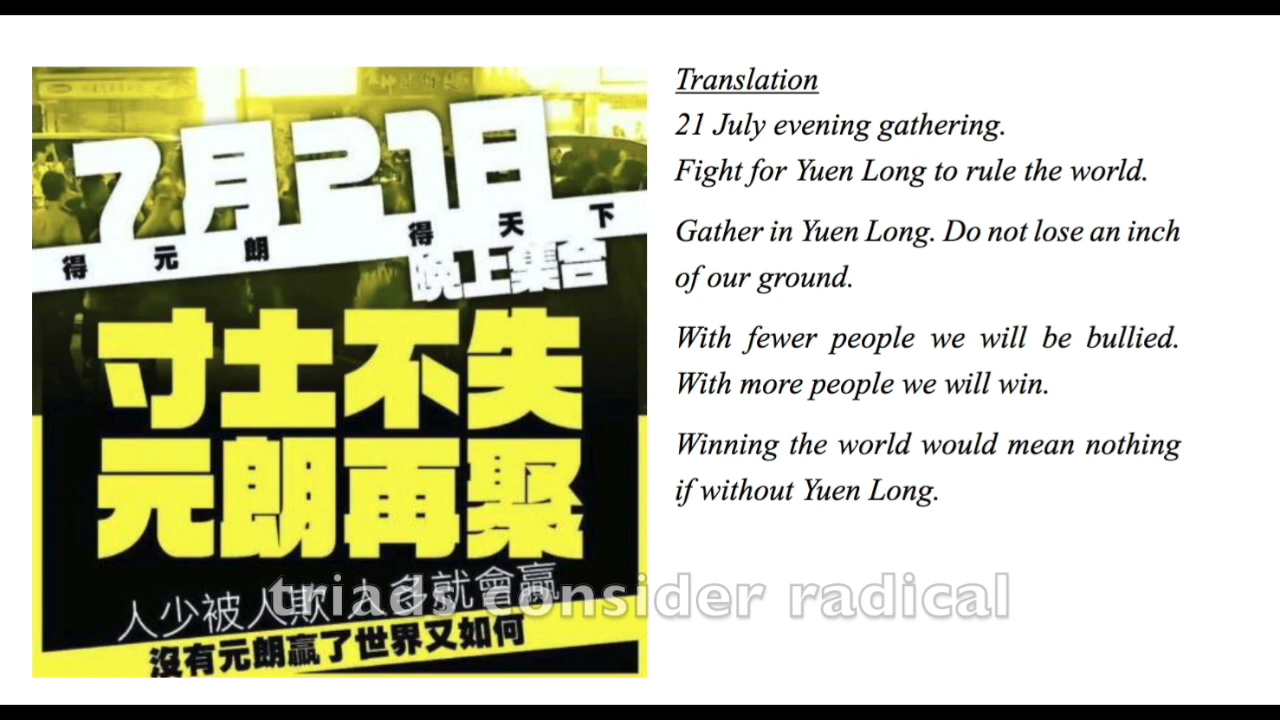 7月21日
得元朗 得天下
晚上集合
寸土不失
元朗再聚
人少被人欺 人多就會贏
沒有元朗贏了世界又如何
Translation
21 July evening gathering.
Fight for Yuen Long to rule the world.
Gather in Yuen Long. Do not lose an inch
of our ground.
With fewer people we will be bullied.
With more people we will win.
Winning the world would mean nothing
if without Yuen Long.
triads consider radical